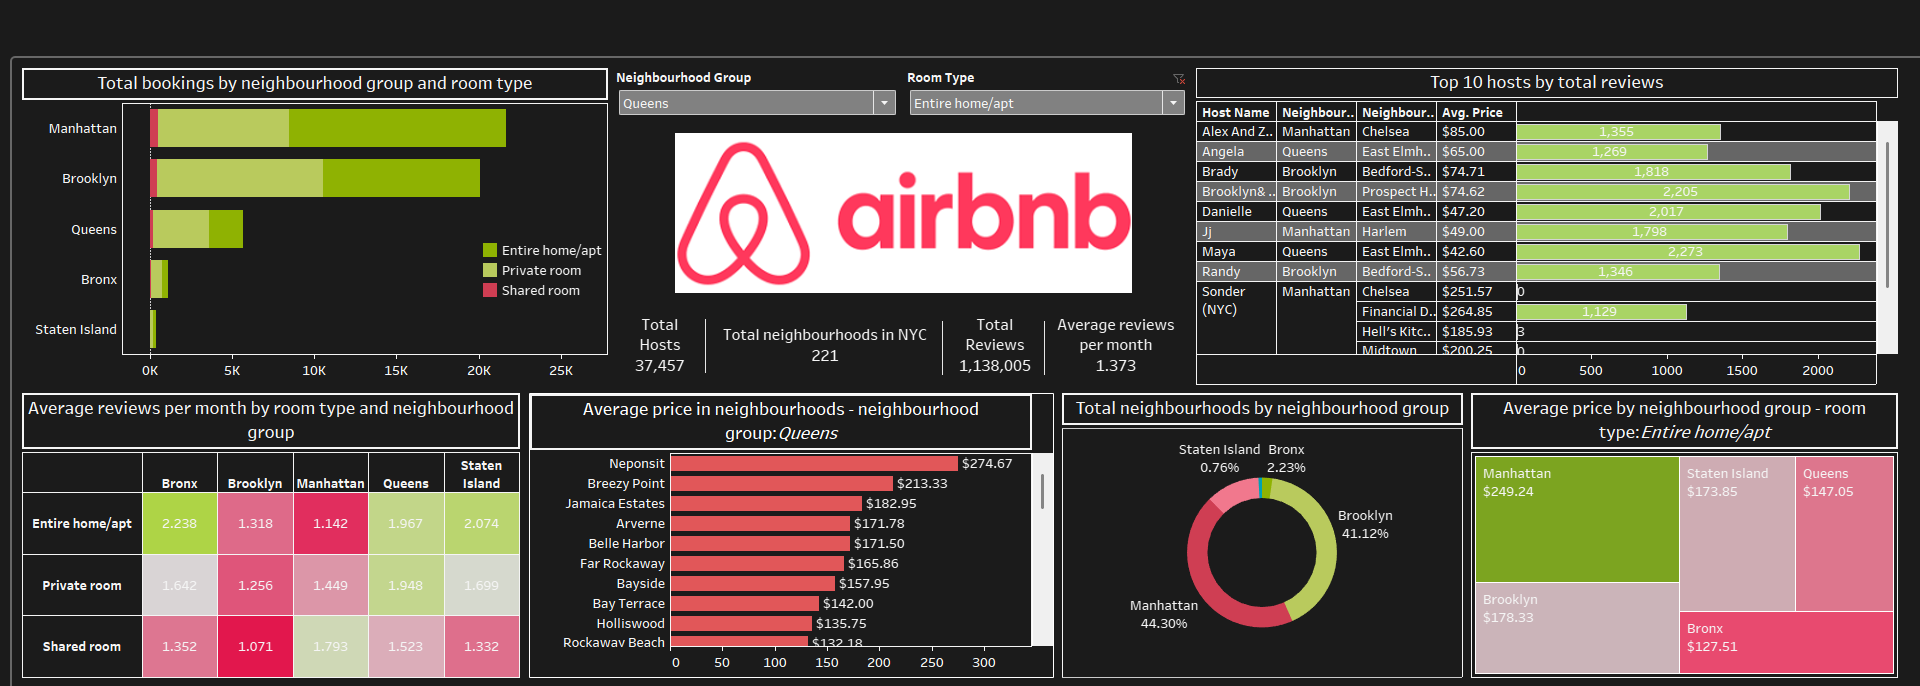 Total bookings by neighbourhood group and room type
Manhattan
Brooklyn
Queens
Bronx
Staten Island
Entire home/apt
Private room
Shared room
0K 5K 10K 15K 20K 25K
Neighbourhood Group
Queens
Room Type
Entire home/apt
airbnb
Total
Hosts
37,457
Total neighbourhoods in NYC
221
Total
Reviews
1,138,005
Average reviews
per month
1.373
Top 10 hosts by total reviews
Host Name Neighbour.. Neighbour.. Avg. Price
Alex And Z.. Manhattan Chelsea $85.00 1,355
Angela Queens East Elmh.. $65.00 1,269
Brady Brooklyn Bedford-S.. $74.71 1,818
Brooklyn& .. Brooklyn Prospect H.. $74.62 2,205
Danielle Queens East Elmh.. $47.20 2,017
Jj Manhattan Harlem $49.00 1,798
Maya Queens East Elmh.. $42.60 2,273
Randy Brooklyn Bedford-S.. $56.73 1,346
Sonder Manhattan Chelsea $251.57 0
(NYC) Financial D.. $264.85 1,129
Hell's Kitc.. $185.93 3
Midtown $200.25 0
0 500 1000 1500 2000
Average reviews per month by room type and neighbourhood
group
Staten
Bronx Brooklyn Manhattan Queens Island
Entire home/apt 2.238 1.318 1.142 1.967 2.074
Private room 1.642 1.256 1.449 1.948 1.699
Shared room 1.352 1.071 1.793 1.523 1.332
Average price in neighbourhoods - neighbourhood
group:Queens
Neponsit $274.67
Breezy Point $213.33
Jamaica Estates $182.95
Arverne $171.78
Belle Harbor $171.50
Far Rockaway $165.86
Bayside $157.95
Bay Terrace $142.00
Holliswood $135.75
Rockaway Beach $132.18
0 50 100 150 200 250 300
Total neighbourhoods by neighbourhood group
Staten Island Bronx
0.76% 2.23%
Brooklyn
41.12%
Manhattan
44.30%
Average price by neighbourhood group - room
type:Entire home/apt
Manhattan
$249.24
Staten Island
$173.85
Queens
$147.05
Brooklyn
$178.33
Bronx
$127.51